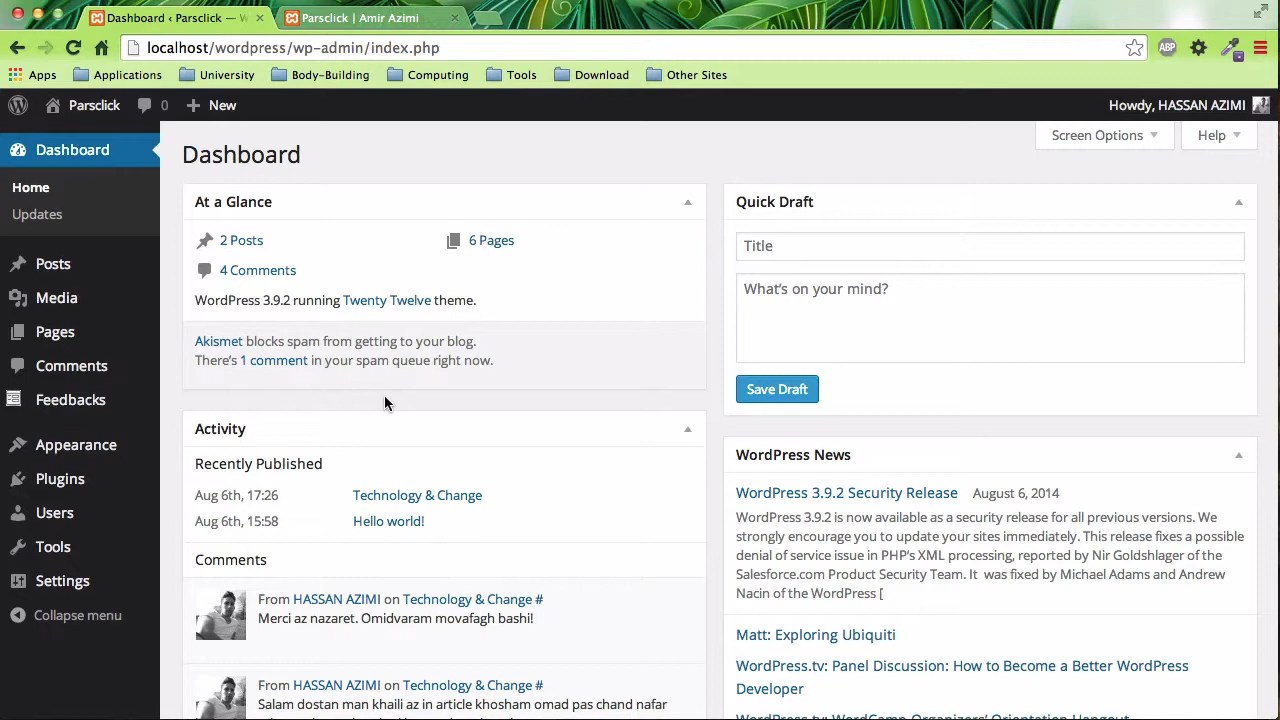 Dashboard ‹ Parsclick — W
Parsclick | Amir Azimi
localhost/wordpress/wp-admin/index.php
ABP
Apps Applications University Body-Building Computing Tools Download Other Sites
Parsclick 0 New Howdy, HASSAN AZIMI
Screen Options Help
Dashboard
Home
Updates
Posts
Media
Pages
Comments
Feedbacks
Appearance
Plugins
Users
Tools
Settings
Collapse menu
Dashboard
At a Glance
2 Posts 6 Pages
4 Comments
WordPress 3.9.2 running Twenty Twelve theme.
Akismet blocks spam from getting to your blog.
There's 1 comment in your spam queue right now.
Activity
Recently Published
Aug 6th, 17:26 Technology & Change
Aug 6th, 15:58 Hello world!
Comments
From HASSAN AZIMI on Technology & Change #
Merci az nazaret. Omidvaram movafagh bashi!
From HASSAN AZIMI on Technology & Change #
Salam dostan man khaili az in article khosham omad pas chand nafar
Quick Draft
Title
What's on your mind?
Save Draft
WordPress News
WordPress 3.9.2 Security Release August 6, 2014
WordPress 3.9.2 is now available as a security release for all previous versions. We
strongly encourage you to update your sites immediately. This release fixes a possible
denial of service issue in PHP's XML processing, reported by Nir Goldshlager of the
Salesforce.com Product Security Team. It was fixed by Michael Adams and Andrew
Nacin of the WordPress [
Matt: Exploring Ubiquiti
WordPress.tv: Panel Discussion: How to Become a Better WordPress
Developer
WordPress.tv: WordCamp Organizers' Orientation Hangout